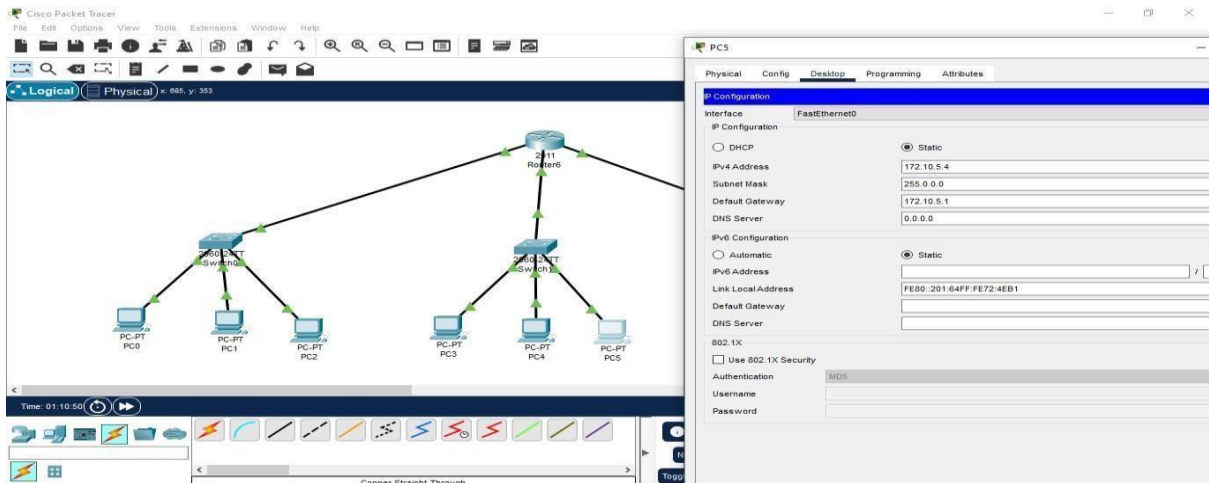 Cisco Packet Tracer
File Edit Options View Tools Extensions Window Help
Logical Physical x: 685, y: 353
2911
Router6
2960-24TT
Switch0
2960-24TT
Switch1
PC-PT
PC0
PC-PT
PC1
PC-PT
PC2
PC-PT
PC3
PC-PT
PC4
PC-PT
PC5
Time: 01:10:50
Copper Straight-Through
Toggl
PC5
Physical Config Desktop Programming Attributes
IP Configuration
Interface FastEthernet0
IP Configuration
DHCP Static
IPv4 Address 172.10.5.4
Subnet Mask 255.0.0.0
Default Gateway 172.10.5.1
DNS Server 0.0.0.0
IPv6 Configuration
Automatic Static
IPv6 Address /
Link Local Address FE80::201:64FF:FE72:4EB1
Default Gateway
DNS Server
802.1X
Use 802.1X Security
Authentication MD5
Username
Password